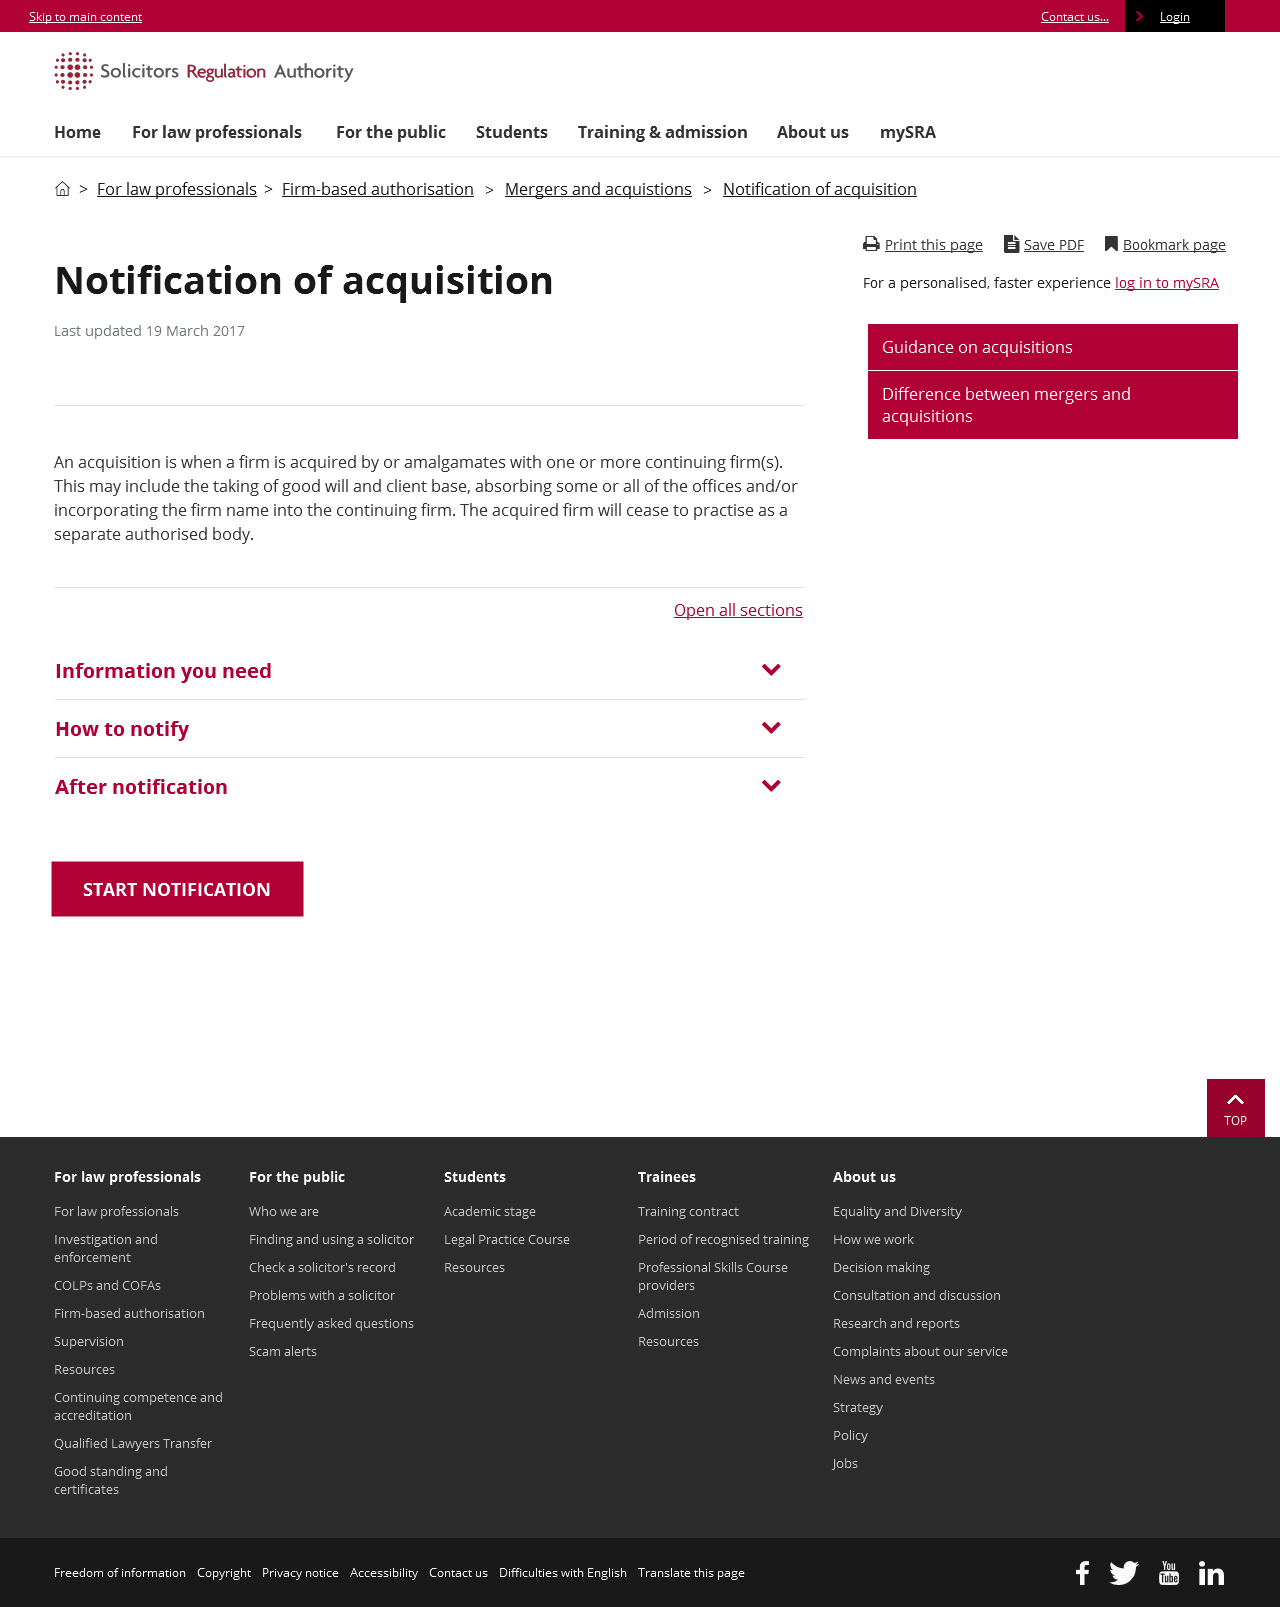 Skip to main content
Contact us...
Login
Solicitors Regulation Authority
Home For law professionals For the public Students Training & admission About us mySRA
> For law professionals > Firm-based authorisation > Mergers and acquistions > Notification of acquisition
Print this page Save PDF Bookmark page
For a personalised, faster experience log in to mySRA
Notification of acquisition
Last updated 19 March 2017
Guidance on acquisitions
Difference between mergers and
acquisitions
An acquisition is when a firm is acquired by or amalgamates with one or more continuing firm(s).
This may include the taking of good will and client base, absorbing some or all of the offices and/or
incorporating the firm name into the continuing firm. The acquired firm will cease to practise as a
separate authorised body.
Open all sections
Information you need
How to notify
After notification
START NOTIFICATION
TOP
For law professionals
For law professionals
Investigation and
enforcement
COLPs and COFAs
Firm-based authorisation
Supervision
Resources
Continuing competence and
accreditation
Qualified Lawyers Transfer
Good standing and
certificates
For the public
Who we are
Finding and using a solicitor
Check a solicitor's record
Problems with a solicitor
Frequently asked questions
Scam alerts
Students
Academic stage
Legal Practice Course
Resources
Trainees
Training contract
Period of recognised training
Professional Skills Course
providers
Admission
Resources
About us
Equality and Diversity
How we work
Decision making
Consultation and discussion
Research and reports
Complaints about our service
News and events
Strategy
Policy
Jobs
Freedom of information Copyright Privacy notice Accessibility Contact us Difficulties with English Translate this page
You
Tube
in